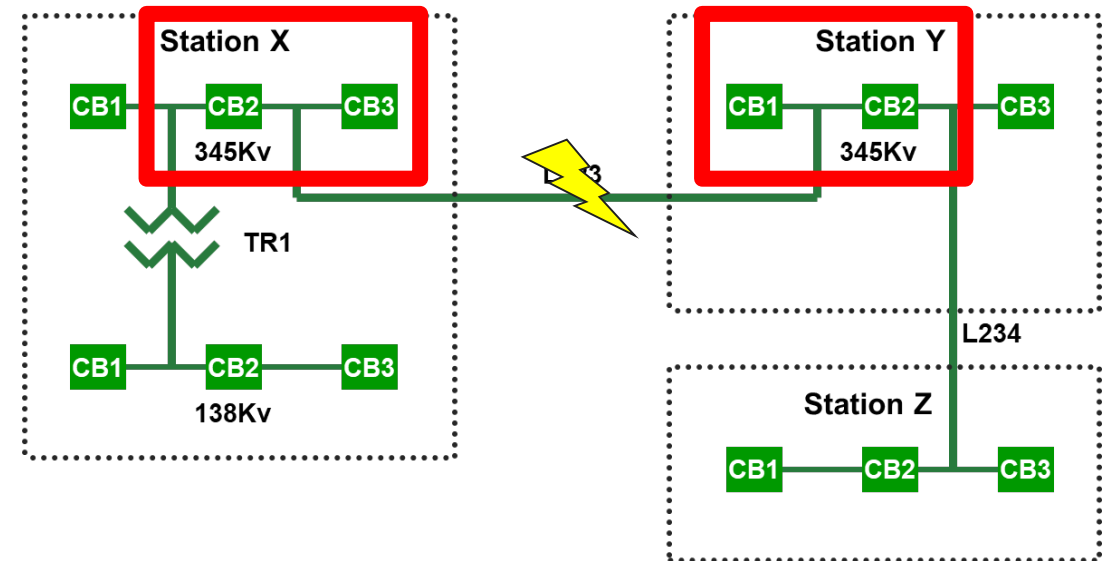 Station X
CB1 CB2 CB3
345Kv
TR1
CB1 CB2 CB3
138Kv
Station Y
CB1 CB2 CB3
345Kv
L234
Station Z
CB1 CB2 CB3